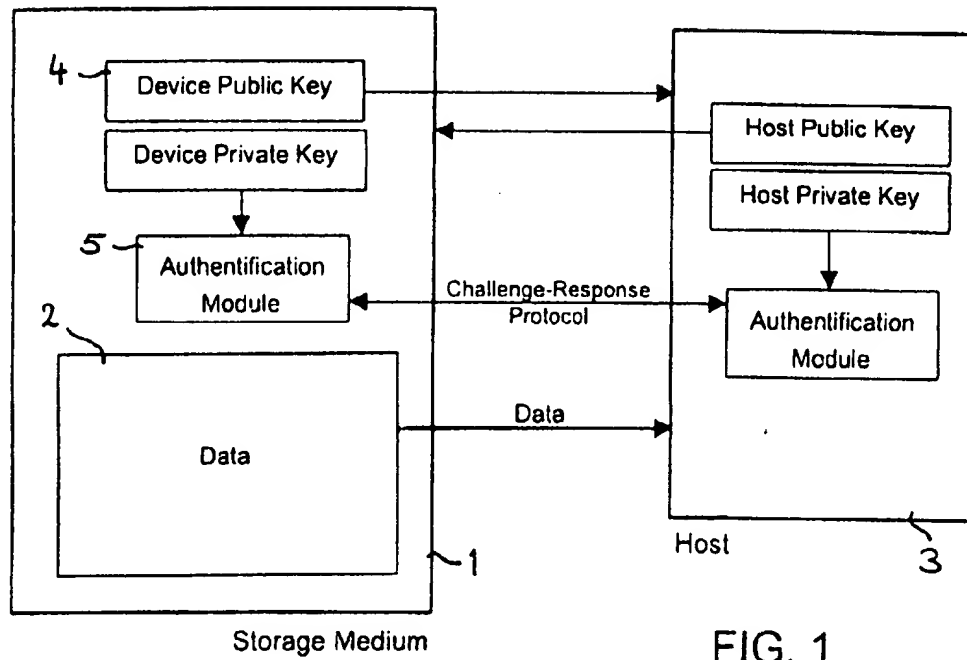 4
Device Public Key
Device Private Key
5
Authentification
Module
2
Data
1
Storage Medium
Challenge-Response
Protocol
Data
Host Public Key
Host Private Key
Authentification
Module
Host
3
FIG. 1